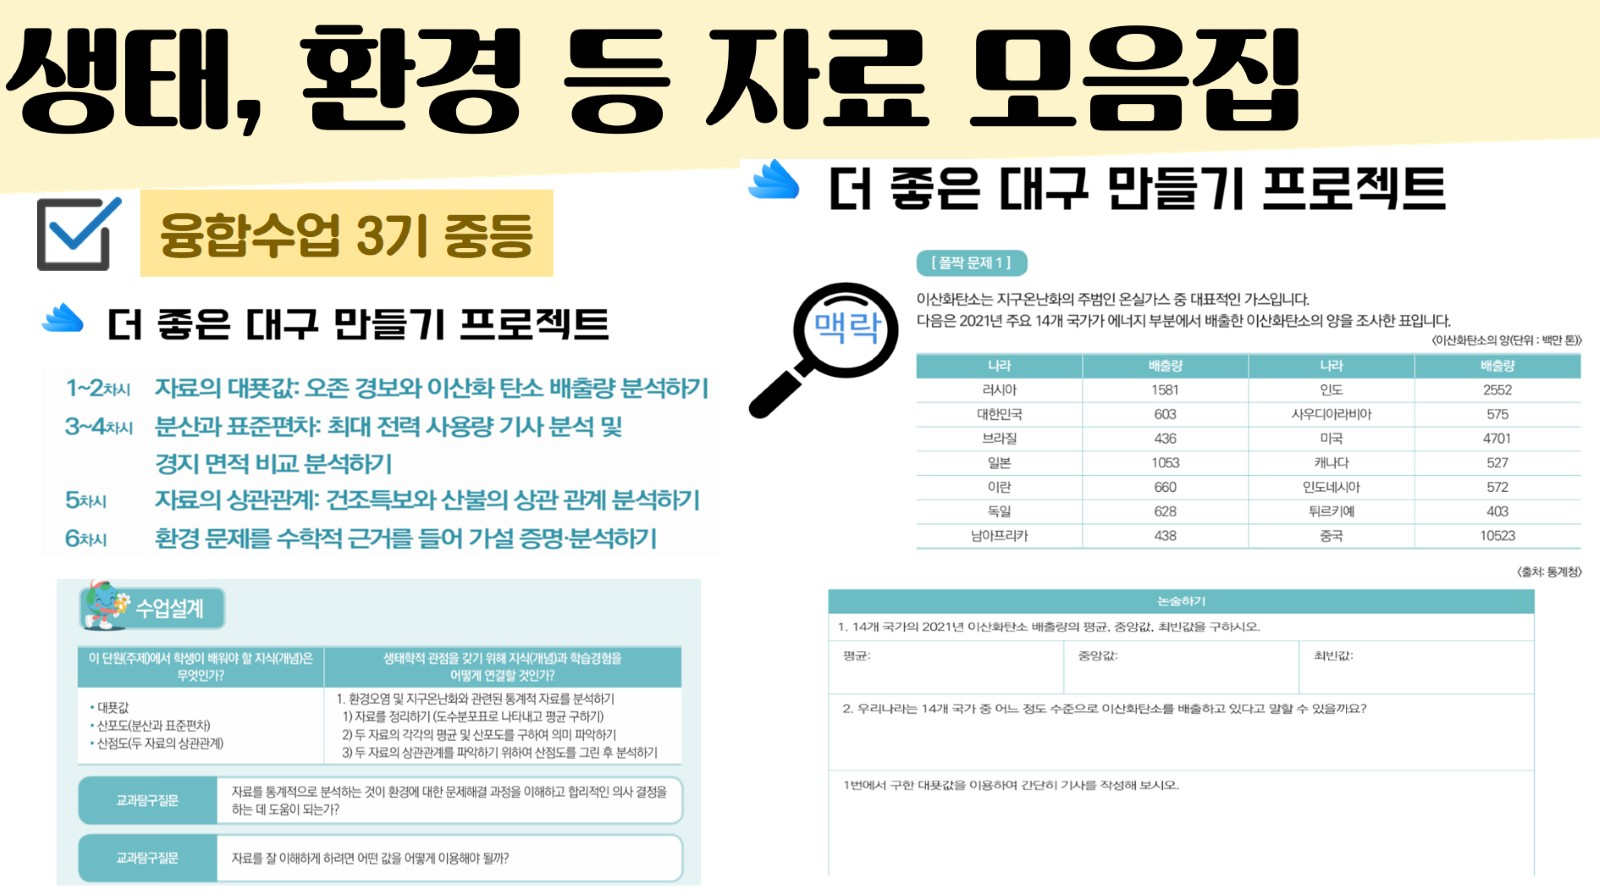 생태, 환경 등 자료 모음집
융합수업 3기 중등
더 좋은 대구 만들기 프로젝트
1~2차시 자료의 대푯값: 오존 경보와 이산화 탄소 배출량 분석하기
3~4차시 분산과 표준편차: 최대 전력 사용량 기사 분석 및
경지 면적 비교 분석하기
5차시 자료의 상관관계: 건조특보와 산불의 상관 관계 분석하기
6차시 환경 문제를 수학적 근거를 들어 가설 증명·분석하기
수업설계
이 단원(주제)에서 학생이 배워야 할 지식(개념)은
무엇인가?
생태학적 관점을 갖기 위해 지식(개념)과 학습경험을
어떻게 연결할 것인가?
• 대푯값
• 산포도(분산과 표준편차)
• 산점도(두 자료의 상관관계)
1. 환경오염 및 지구온난화와 관련된 통계적 자료를 분석하기
1) 자료를 정리하기 (도수분포표로 나타내고 평균 구하기)
2) 두 자료의 각각의 평균 및 산포도를 구하여 의미 파악하기
3) 두 자료의 상관관계를 파악하기 위하여 산점도를 그린 후 분석하기
교과탐구질문
자료를 통계적으로 분석하는 것이 환경에 대한 문제해결 과정을 이해하고 합리적인 의사 결정을
하는 데 도움이 되는가?
교과탐구질문
자료를 잘 이해하게 하려면 어떤 값을 어떻게 이용해야 될까?
더 좋은 대구 만들기 프로젝트
맥락
[ 폴짝 문제 1 ]
이산화탄소는 지구온난화의 주범인 온실가스 중 대표적인 가스입니다.
다음은 2021년 주요 14개 국가가 에너지 부분에서 배출한 이산화탄소의 양을 조사한 표입니다.
〈이산화탄소의 양(단위 : 백만 톤)〉
나라 배출량 나라 배출량
러시아 1581 인도 2552
대한민국 603 사우디아라비아 575
브라질 436 미국 4701
일본 1053 캐나다 527
이란 660 인도네시아 572
독일 628 튀르키예 403
남아프리카 438 중국 10523
〈출처: 통계청〉
논술하기
1. 14개 국가의 2021년 이산화탄소 배출량의 평균, 중앙값, 최빈값을 구하시오.
평균: 중앙값: 최빈값:
2. 우리나라는 14개 국가 중 어느 정도 수준으로 이산화탄소를 배출하고 있다고 말할 수 있을까요?
1번에서 구한 대푯값을 이용하여 간단히 기사를 작성해 보시오.